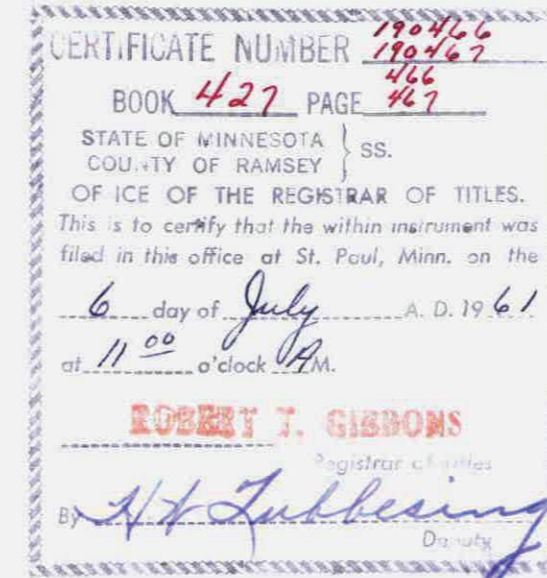 190466
CERTIFICATE NUMBER 190467
466
BOOK 427 PAGE 467
STATE OF MINNESOTA } SS.
COUNTY OF RAMSEY
OFFICE OF THE REGISTRAR OF TITLES.
This is to certify that the within instrument was
filed in this office at St. Paul, Minn. on the
6 day of July A. D. 1961
at 11 00 o'clock AM.
ROBERT T. GIBBONS
Registrar of Titles
By H W Lubbesing
Deputy